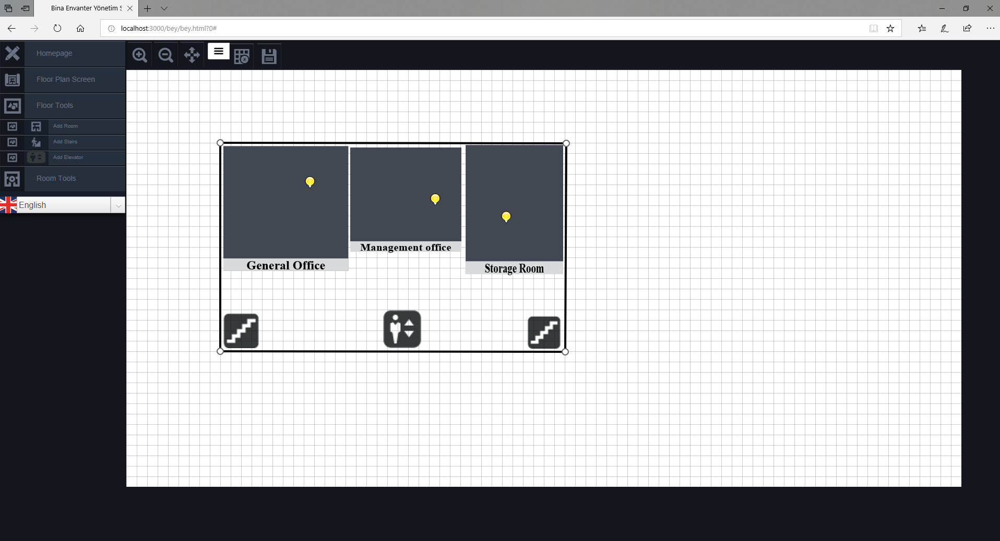 Bina Envanter Yönetim S
localhost:3000/bey/bey.html?0#
Homepage
Floor Plan Screen
Floor Tools
Add Room
Add Stairs
Add Elevator
Room Tools
English
General Office
Management office
Storage Room